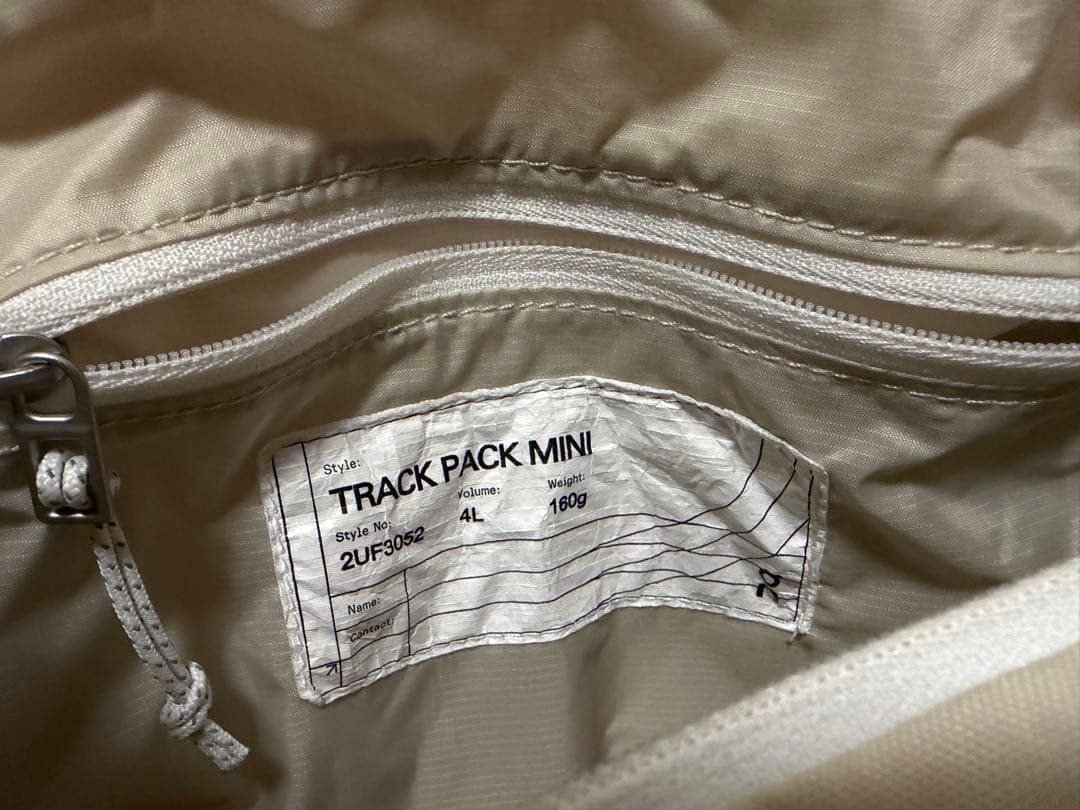 Style:
TRACK PACK MINI
Style No: Volume: Weight:
2UF3052 4L 160g
Name:
Contact: